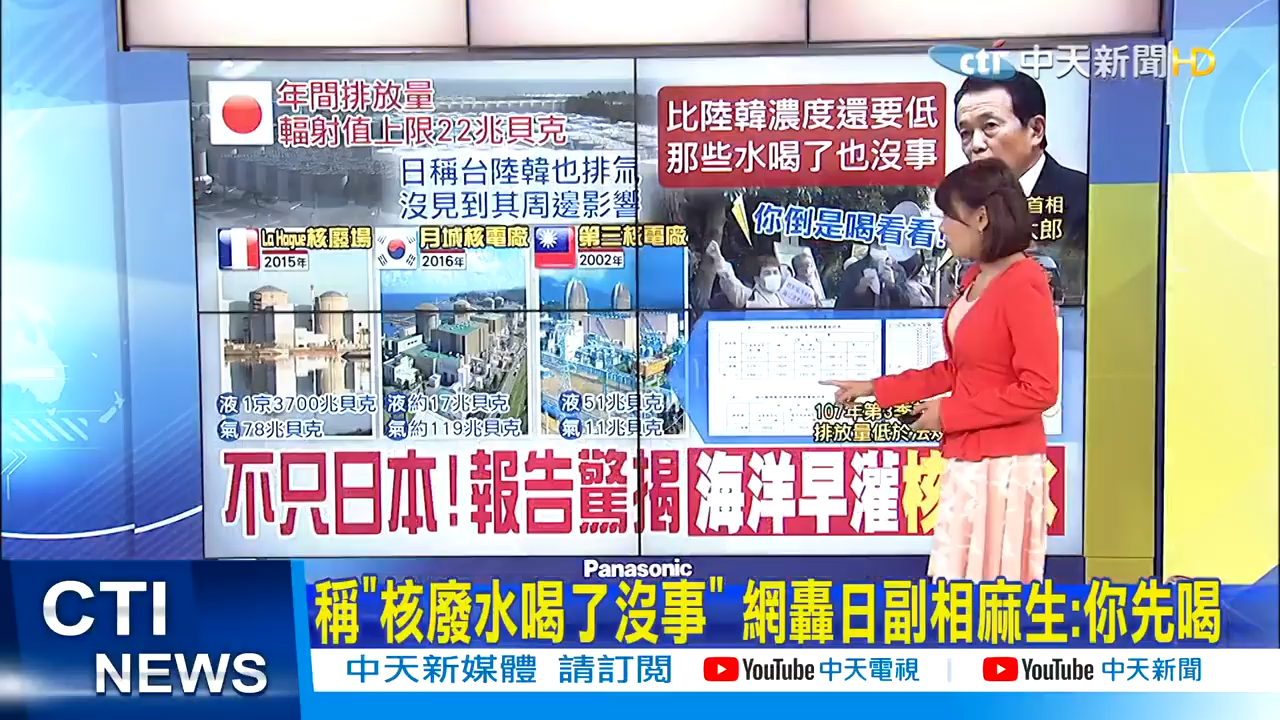 cti 中天新聞HD
年間排放量
輻射值上限22兆貝克
日稱台陸韓也排氚
沒見到其周邊影響
比陸韓濃度還要低
那些水喝了也沒事
首相
太郎
你倒是喝看看!
La Hague核廢場
2015年
月城核電廠
2016年
第三核電廠
2002年
液 1京3700兆貝克
氣 78兆貝克
液 約17兆貝克
氣 約119兆貝克
液 51兆貝克
氣 11兆貝克
107年第3季
排放量低於法規
不只日本!報告驚揭 海洋早灌核
Panasonic
CTI
NEWS
稱"核廢水喝了沒事" 網轟日副相麻生:你先喝
中天新媒體 請訂閱 YouTube 中天電視 | YouTube 中天新聞